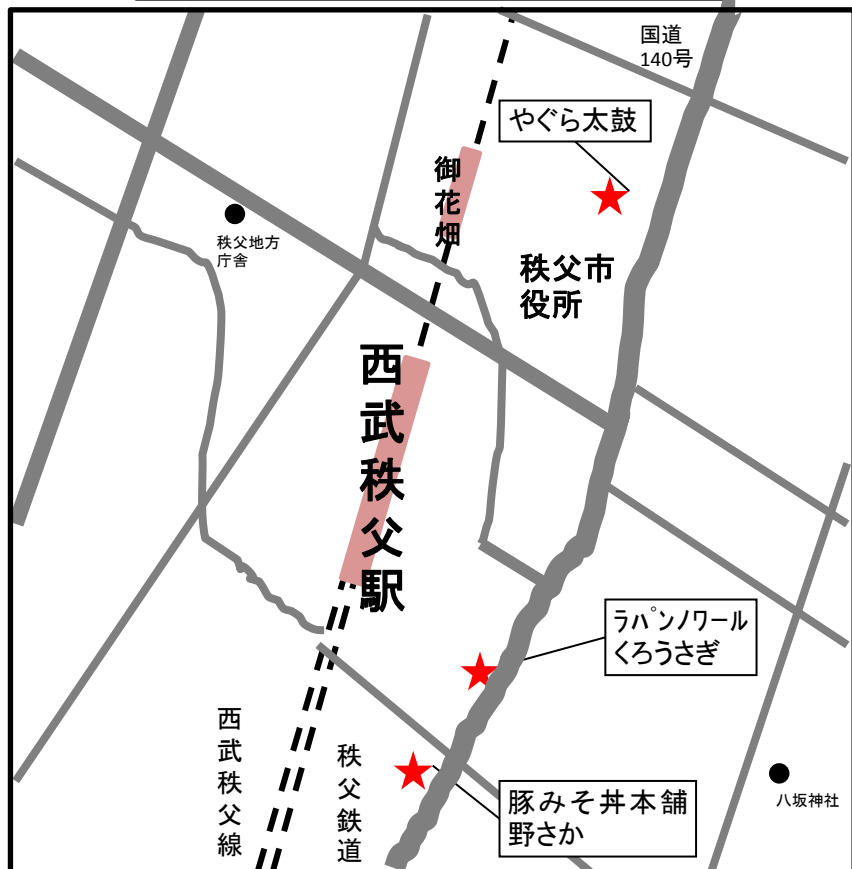 国道
140号
やぐら太鼓
御花畑
秩父地方
庁舎
秩父市
役所
西武秩父駅
ラパンノワール
くろうさぎ
西武秩父線
秩父鉄道
豚みそ丼本舗
野さか
八坂神社